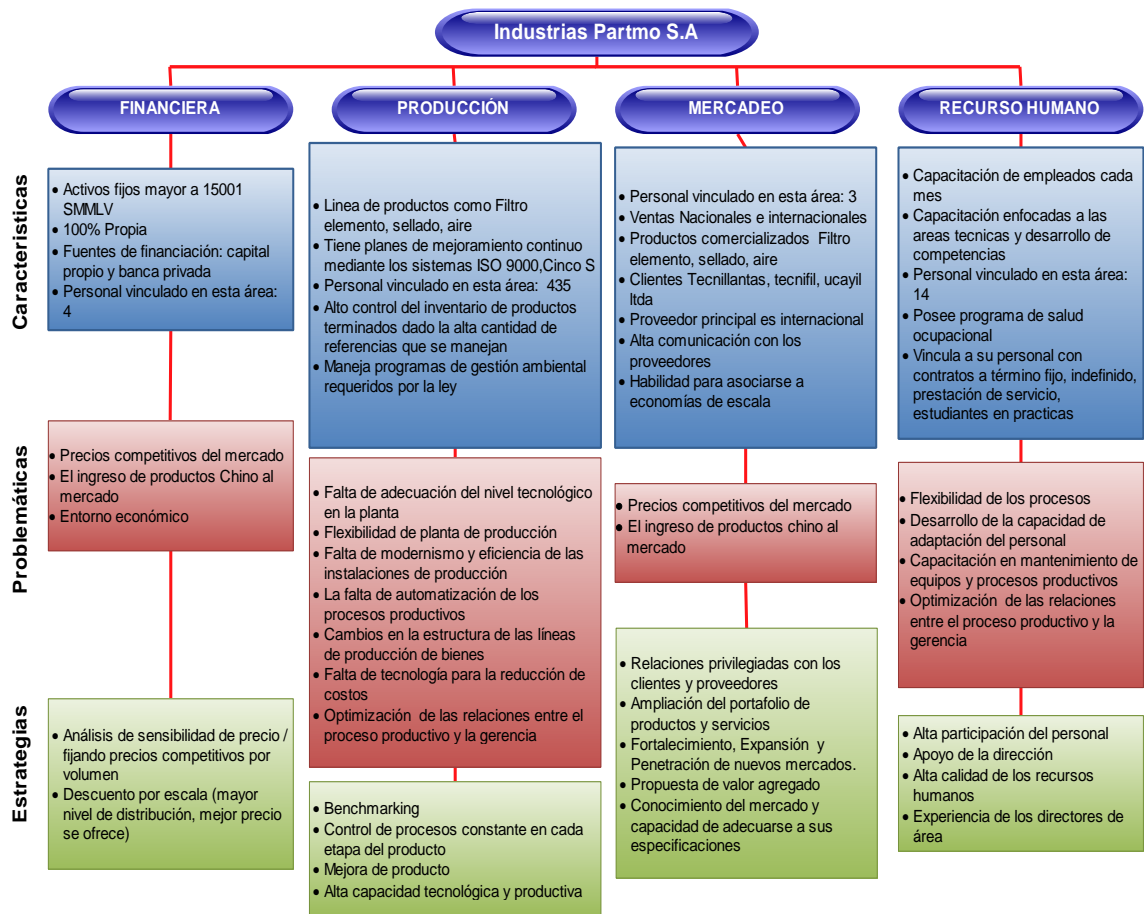 Industrias Partmo S.A
FINANCIERA
PRODUCCIÓN
MERCADEO
RECURSO HUMANO
Características
• Activos fijos mayor a 15001
SMMLV
• 100% Propia
• Fuentes de financiación: capital
propio y banca privada
• Personal vinculado en esta área:
4
• Linea de productos como Filtro
elemento, sellado, aire
• Tiene planes de mejoramiento continuo
mediante los sistemas ISO 9000,Cinco S
• Personal vinculado en esta área: 435
• Alto control del inventario de productos
terminados dado la alta cantidad de
referencias que se manejan
• Maneja programas de gestión ambiental
requeridos por la ley
• Personal vinculado en esta área: 3
• Ventas Nacionales e internacionales
• Productos comercializados Filtro
elemento, sellado, aire
• Clientes Tecnillantas, tecnifil, ucayil
ltda
• Proveedor principal es internacional
• Alta comunicación con los
proveedores
• Habilidad para asociarse a
economías de escala
• Capacitación de empleados cada
mes
• Capacitación enfocadas a las
areas tecnicas y desarrollo de
competencias
• Personal vinculado en esta área:
14
• Posee programa de salud
ocupacional
• Vincula a su personal con
contratos a término fijo, indefinido,
prestación de servicio,
estudiantes en practicas
Problemáticas
• Precios competitivos del mercado
• El ingreso de productos Chino al
mercado
• Entorno económico
• Falta de adecuación del nivel tecnológico
en la planta
• Flexibilidad de planta de producción
• Falta de modernismo y eficiencia de las
instalaciones de producción
• La falta de automatización de los
procesos productivos
• Cambios en la estructura de las líneas
de producción de bienes
• Falta de tecnología para la reducción de
costos
• Optimización de las relaciones entre el
proceso productivo y la gerencia
• Precios competitivos del mercado
• El ingreso de productos chino al
mercado
• Flexibilidad de los procesos
• Desarrollo de la capacidad de
adaptación del personal
• Capacitación en mantenimiento de
equipos y procesos productivos
• Optimización de las relaciones
entre el proceso productivo y la
gerencia
Estrategias
• Análisis de sensibilidad de precio /
fijando precios competitivos por
volumen
• Descuento por escala (mayor
nivel de distribución, mejor precio
se ofrece)
• Benchmarking
• Control de procesos constante en cada
etapa del producto
• Mejora de producto
• Alta capacidad tecnológica y productiva
• Relaciones privilegiadas con los
clientes y proveedores
• Ampliación del portafolio de
productos y servicios
• Fortalecimiento, Expansión y
Penetración de nuevos mercados.
• Propuesta de valor agregado
• Conocimiento del mercado y
capacidad de adecuarse a sus
especificaciones
• Alta participación del personal
• Apoyo de la dirección
• Alta calidad de los recursos
humanos
• Experiencia de los directores de
área